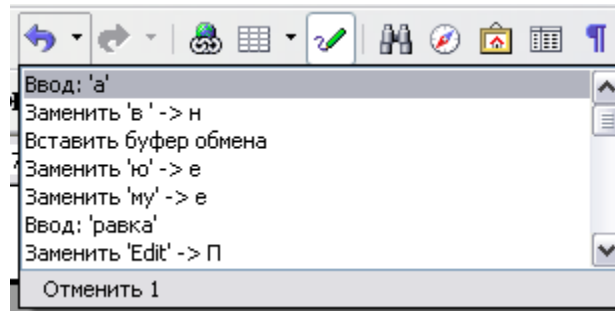 Ввод: 'а'
Заменить 'в ' -> н
Вставить буфер обмена
Заменить 'ю' -> е
Заменить 'му' -> е
Ввод: 'равка'
Заменить 'Edit' -> П
Отменить 1